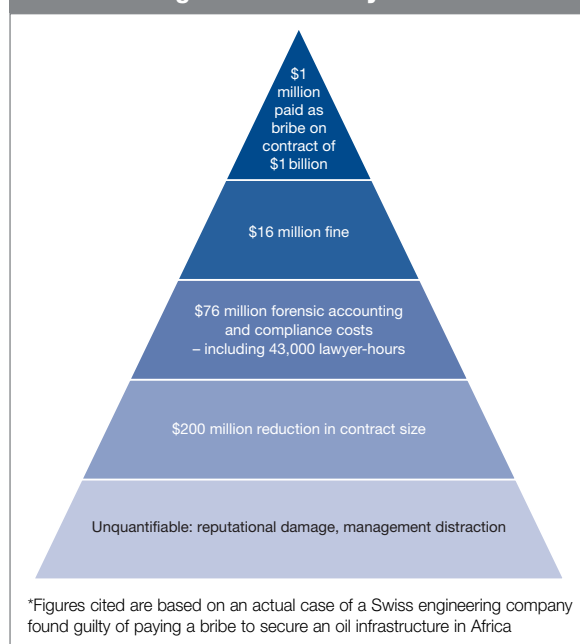 $1
million
paid as
bribe on
contract of
$1 billion
$16 million fine
$76 million forensic accounting
and compliance costs
– including 43,000 lawyer-hours
$200 million reduction in contract size
Unquantifiable: reputational damage, management distraction
*Figures cited are based on an actual case of a Swiss engineering company
found guilty of paying a bribe to secure an oil infrastructure in Africa